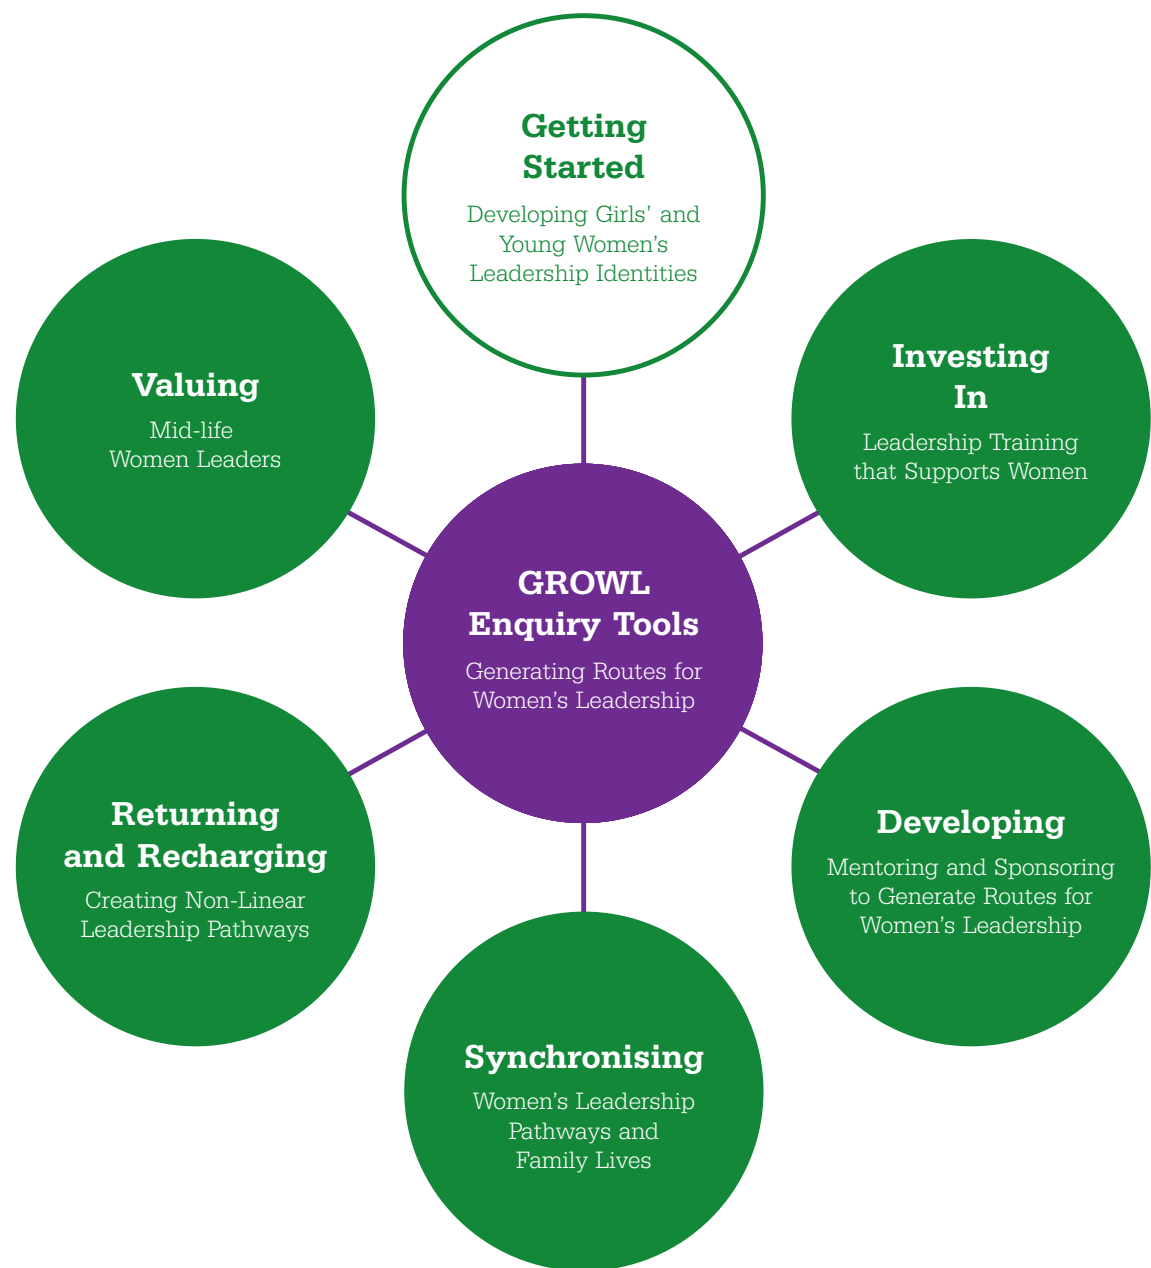 Getting
Started
Developing Girls’ and
Young Women’s
Leadership Identities
Investing
In
Leadership Training
that Supports Women
Developing
Mentoring and Sponsoring
to Generate Routes for
Women’s Leadership
Synchronising
Women’s Leadership
Pathways and
Family Lives
Returning
and Recharging
Creating Non-Linear
Leadership Pathways
Valuing
Mid-life
Women Leaders
GROWL
Enquiry Tools
Generating Routes for
Women’s Leadership